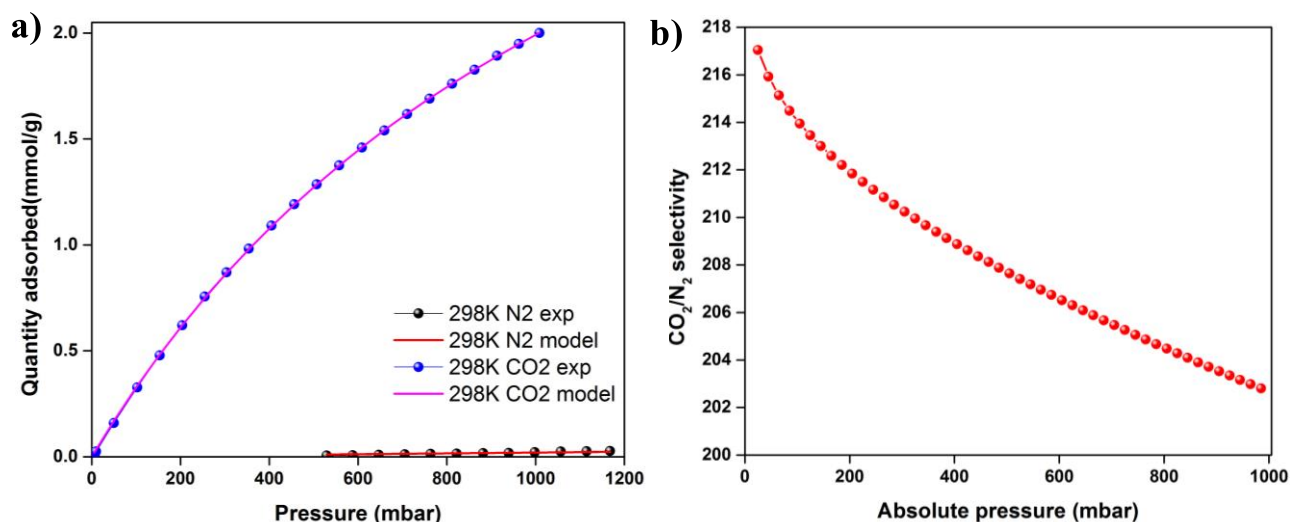 a)
Quantity adsorbed(mmol/g)
2.0
1.5
1.0
0.5
0.0
298K N2 exp
298K N2 model
298K CO2 exp
298K CO2 model
0 200 400 600 800 1000 1200
Pressure (mbar)
b)
CO₂/N₂ selectivity
218
216
214
212
210
208
206
204
202
200
0 200 400 600 800 1000
Absolute pressure (mbar)